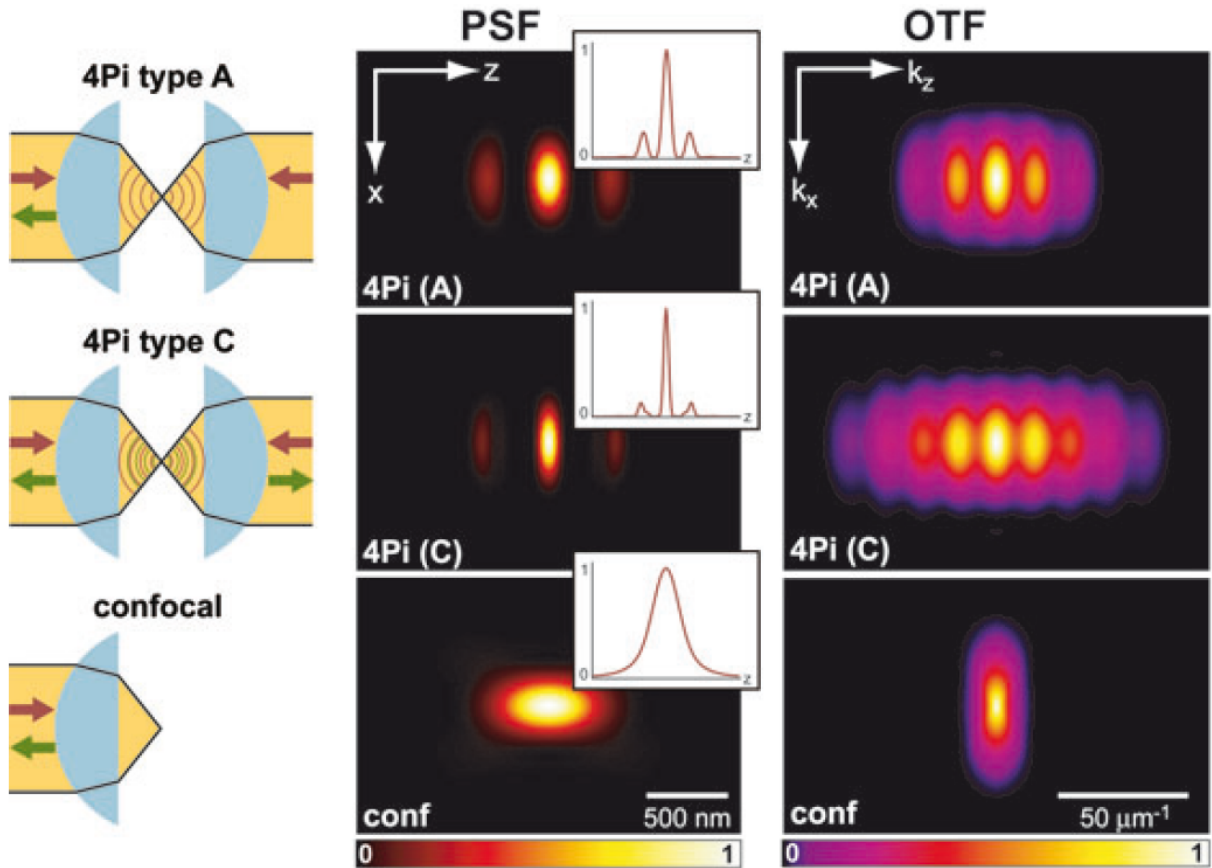 PSF
OTF
4Pi type A
1
0
z
z
x
4Pi (A)
k_z
k_x
4Pi type C
1
0
z
4Pi (C)
4Pi (C)
confocal
1
0
z
conf
500 nm
conf
50 μm⁻¹
0 1
0 1
4Pi (A)